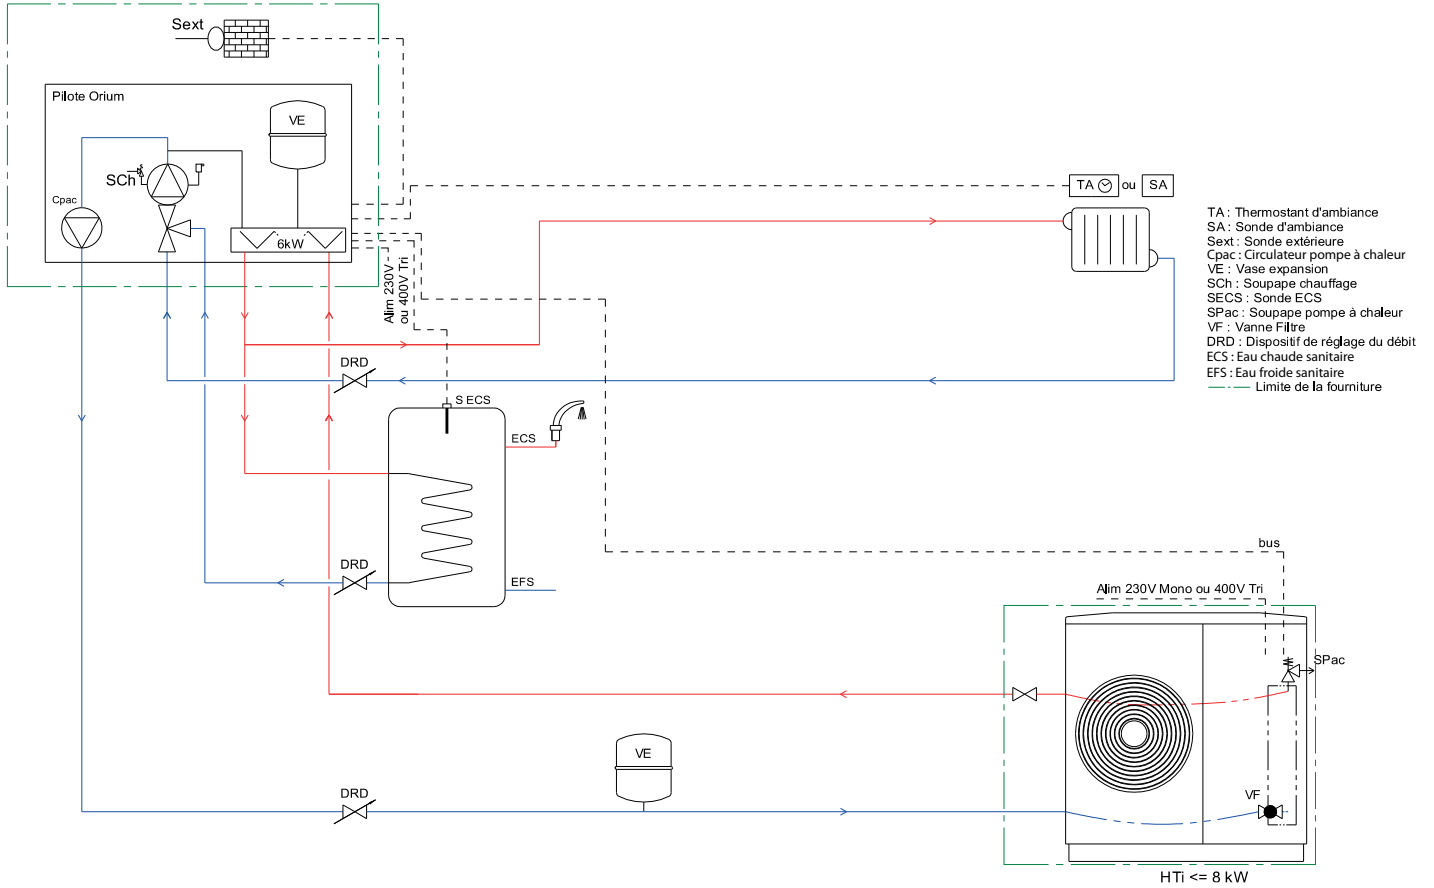 Sext
Pilote Orium
VE
SCh
Cpac
6kW
Alim 230V
ou 400V Tri
TA ou SA
TA : Thermostant d'ambiance
SA : Sonde d'ambiance
Sext : Sonde extérieure
Cpac : Circulateur pompe à chaleur
VE : Vase expansion
SCh : Soupape chauffage
SECS : Sonde ECS
SPac : Soupape pompe à chaleur
VF : Vanne Filtre
DRD : Dispositif de réglage du débit
ECS : Eau chaude sanitaire
EFS : Eau froide sanitaire
Limite de la fourniture
DRD
S ECS
ECS
DRD
EFS
bus
Alim 230V Mono ou 400V Tri
SPac
VE
DRD
VF
HTi <= 8 kW